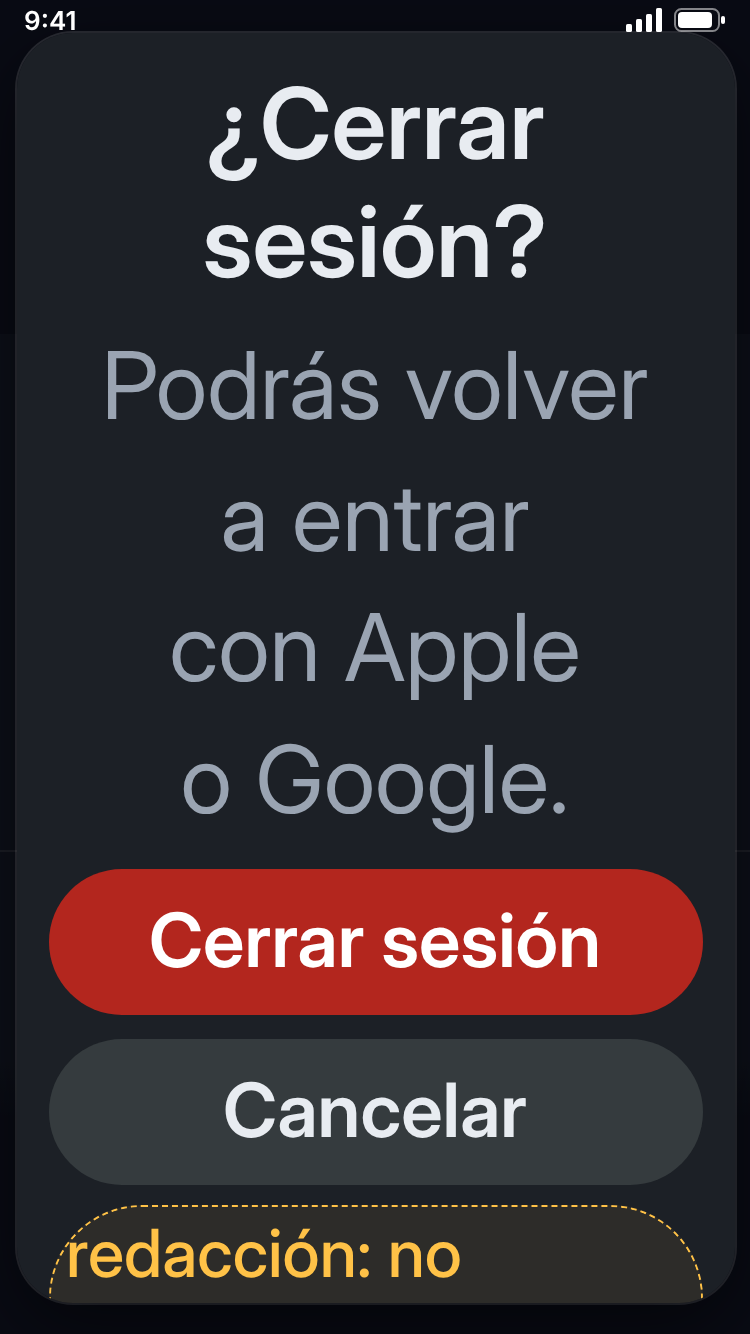 9:41
¿Cerrar
sesión?
Podrás volver
a entrar
con Apple
o Google.
Cerrar sesión
Cancelar
redacción: no